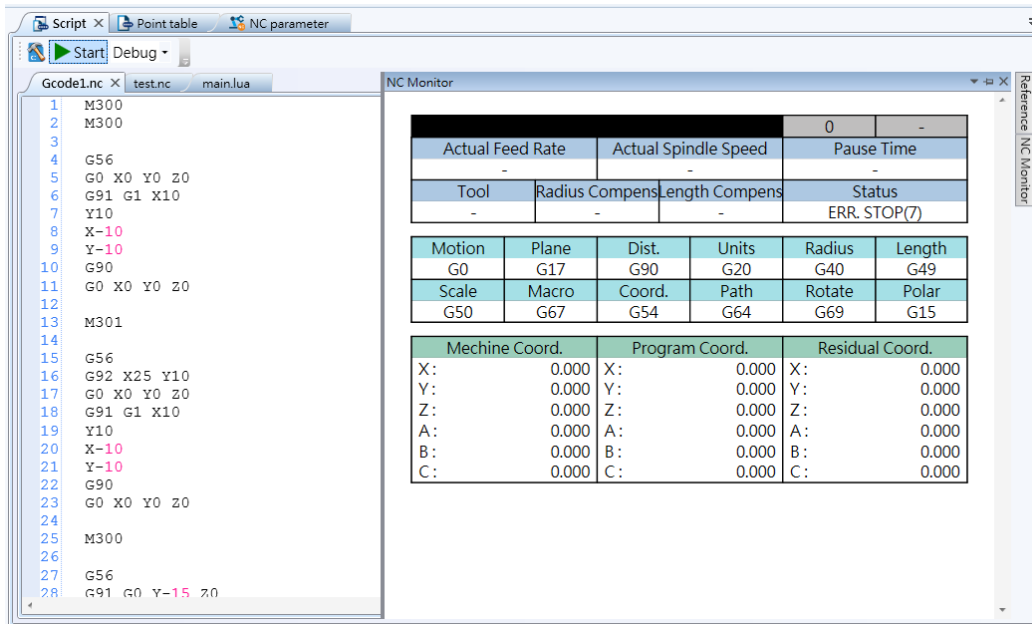 Script Point table NC parameter
Start Debug
Gcode1.nc test.nc main.lua
1 M300
2 M300
3
4 G56
5 G0 X0 Y0 Z0
6 G91 G1 X10
7 Y10
8 X-10
9 Y-10
10 G90
11 G0 X0 Y0 Z0
12
13 M301
14
15 G56
16 G92 X25 Y10
17 G0 X0 Y0 Z0
18 G91 G1 X10
19 Y10
20 X-10
21 Y-10
22 G90
23 G0 X0 Y0 Z0
24
25 M300
26
27 G56
28 G91 G0 Y-15 Z0
NC Monitor
0 -
Actual Feed Rate Actual Spindle Speed Pause Time
- - -
Tool Radius Compens Length Compens Status
- - - ERR. STOP(7)
Motion Plane Dist. Units Radius Length
G0 G17 G90 G20 G40 G49
Scale Macro Coord. Path Rotate Polar
G50 G67 G54 G64 G69 G15
Mechine Coord. Program Coord. Residual Coord.
X: 0.000 X: 0.000 X: 0.000
Y: 0.000 Y: 0.000 Y: 0.000
Z: 0.000 Z: 0.000 Z: 0.000
A: 0.000 A: 0.000 A: 0.000
B: 0.000 B: 0.000 B: 0.000
C: 0.000 C: 0.000 C: 0.000
Reference NC Monitor